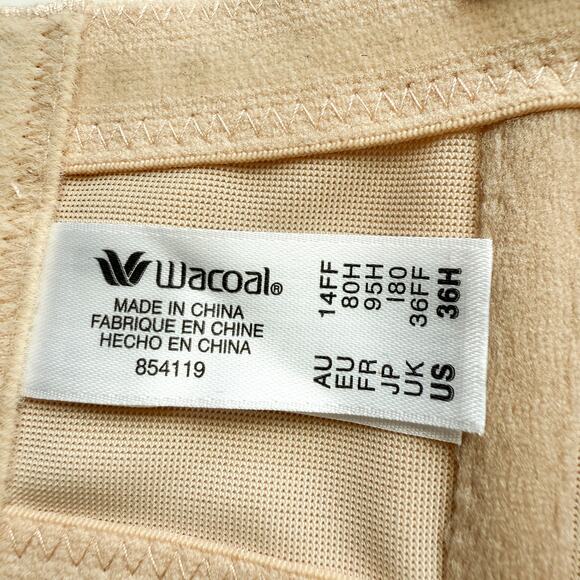 Wacoal®
MADE IN CHINA
FABRIQUE EN CHINE
HECHO EN CHINA
854119
AU 14FF
EU 80H
FR 95H
JP I80
UK 36FF
US 36H